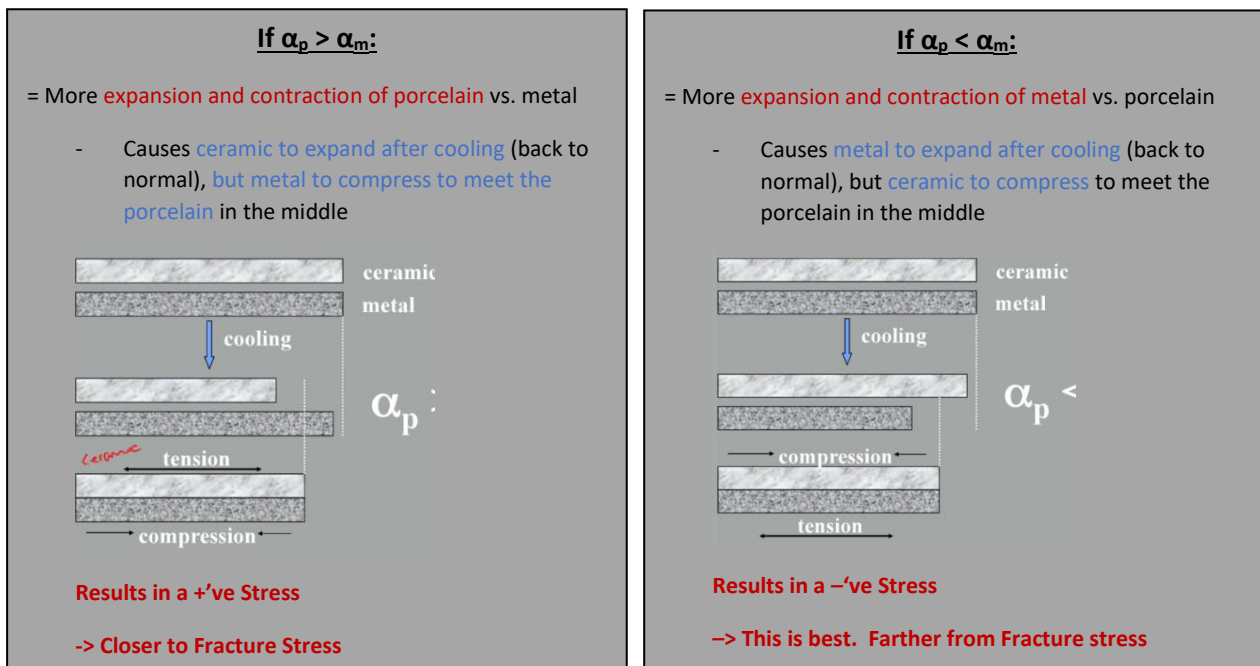 If αp > αm:
= More expansion and contraction of porcelain vs. metal
- Causes ceramic to expand after cooling (back to
normal), but metal to compress to meet the
porcelain in the middle
ceramic
metal
cooling
αp >
ceramic
tension
compression
Results in a +'ve Stress
-> Closer to Fracture Stress
If αp < αm:
= More expansion and contraction of metal vs. porcelain
- Causes metal to expand after cooling (back to
normal), but ceramic to compress to meet the
porcelain in the middle
ceramic
metal
cooling
αp <
compression
tension
Results in a –‘ve Stress
–> This is best. Farther from Fracture stress